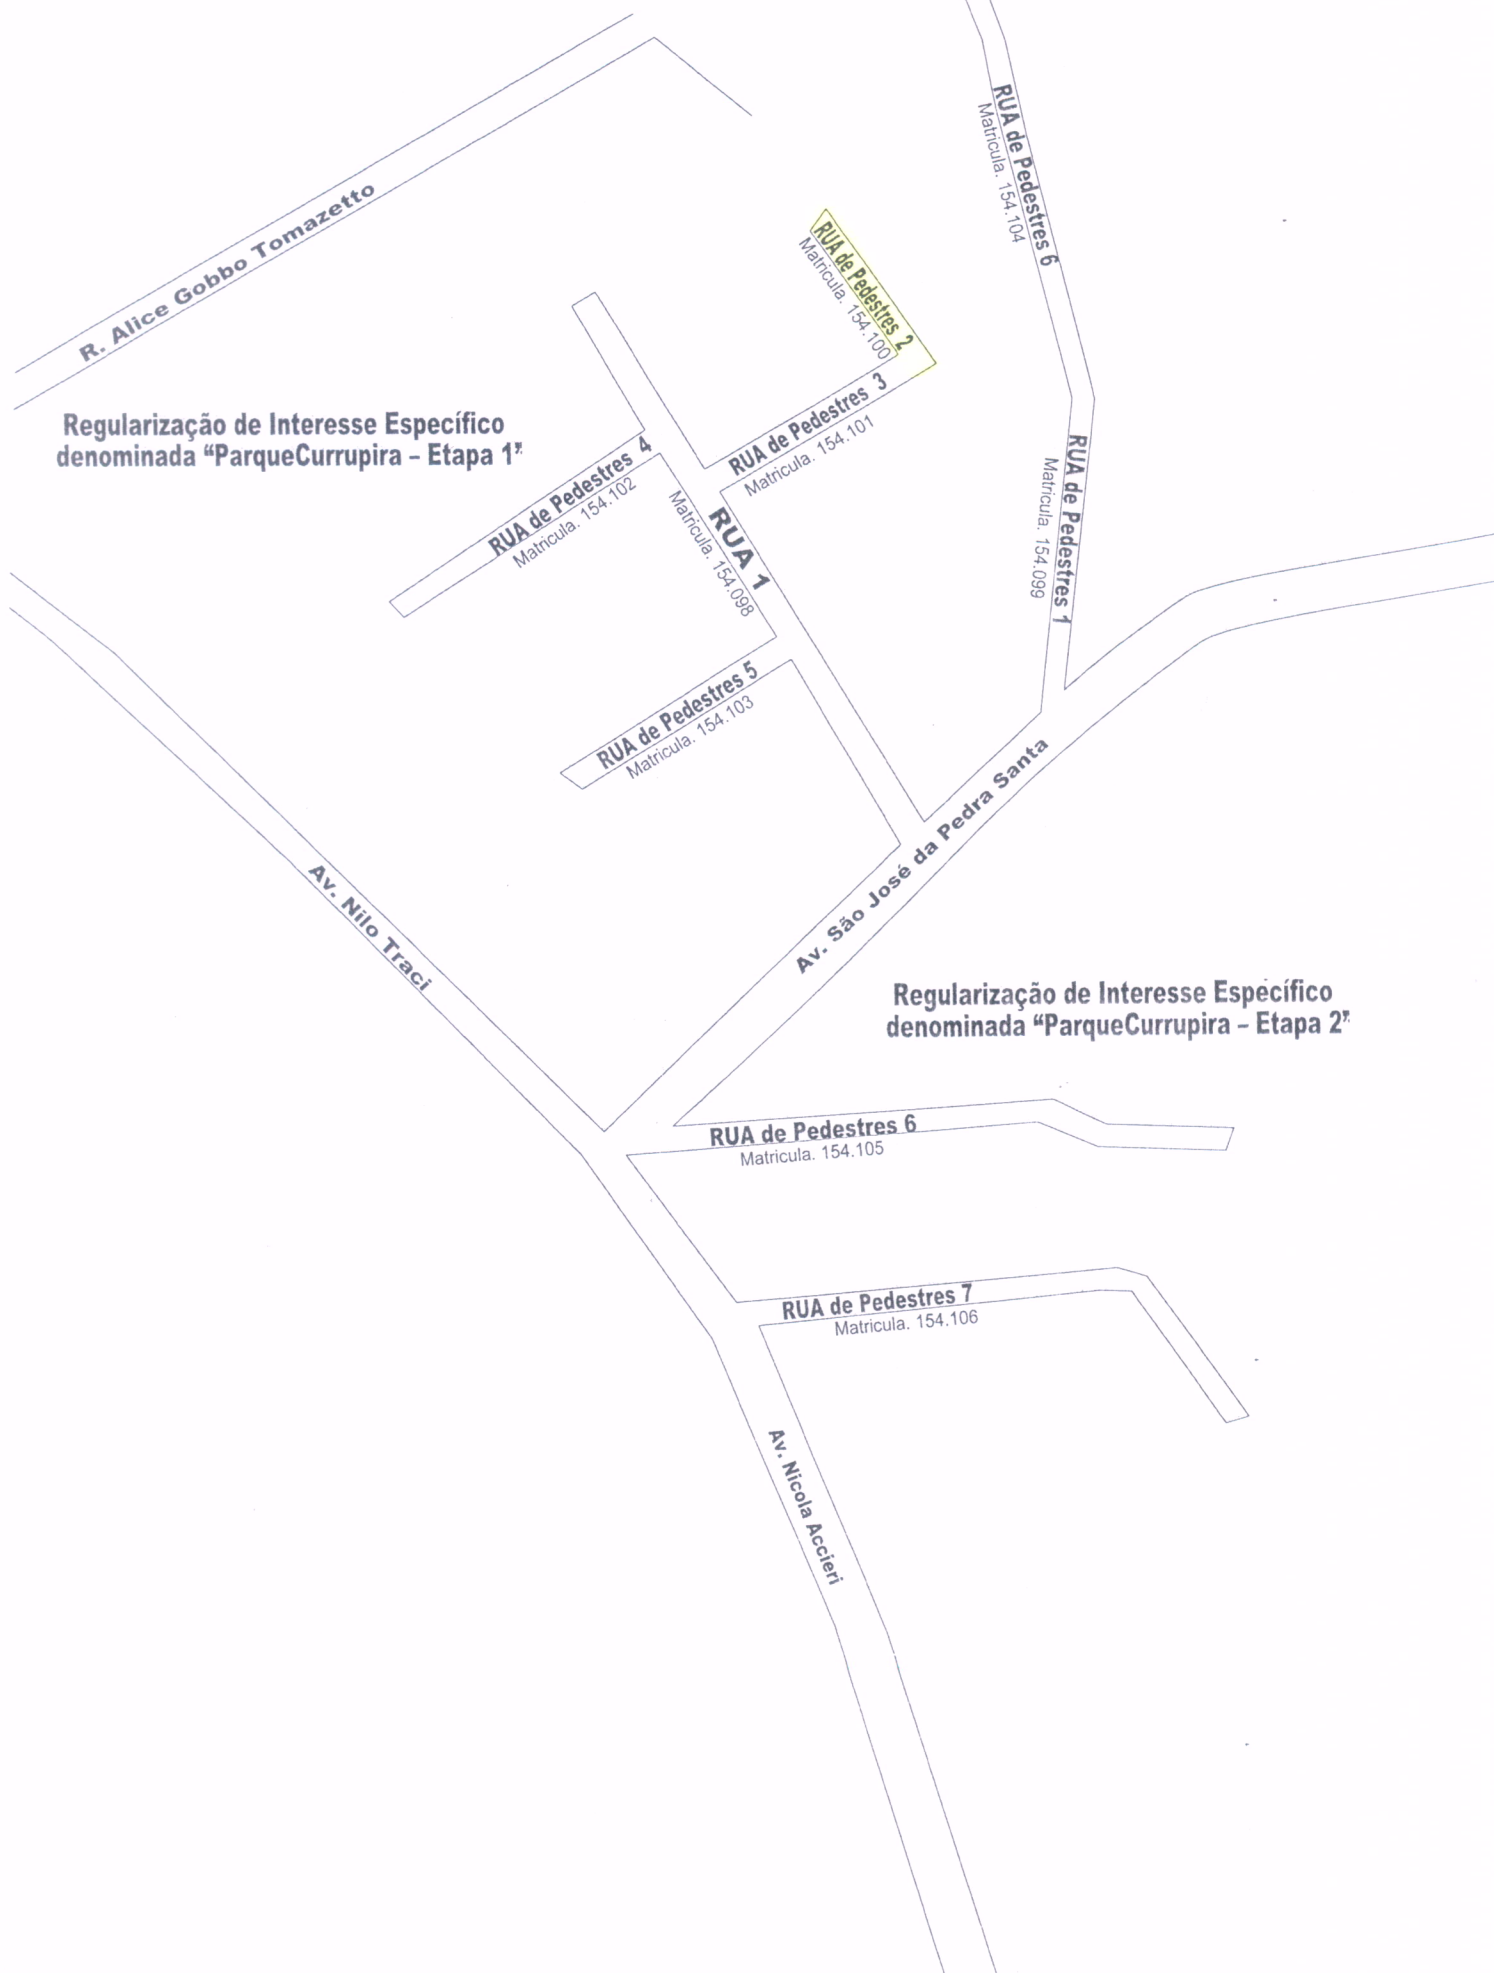 RUA de Pedestres 6
Matricula. 154.104
R. Alice Gobbo Tomazetto
RUA de Pedestres 2
Matricula. 154.100
RUA de Pedestres 3
Matricula. 154.101
Regularização de Interesse Específico
denominada “ParqueCurrupira – Etapa 1”
RUA de Pedestres 4
Matricula. 154.102
RUA 1
Matricula. 154.098
RUA de Pedestres 1
Matricula. 154.099
RUA de Pedestres 5
Matricula. 154.103
Av. São José da Pedra Santa
Av. Nilo Traci
Regularização de Interesse Específico
denominada “ParqueCurrupira – Etapa 2”
RUA de Pedestres 6
Matricula. 154.105
RUA de Pedestres 7
Matricula. 154.106
Av. Nicola Accieri